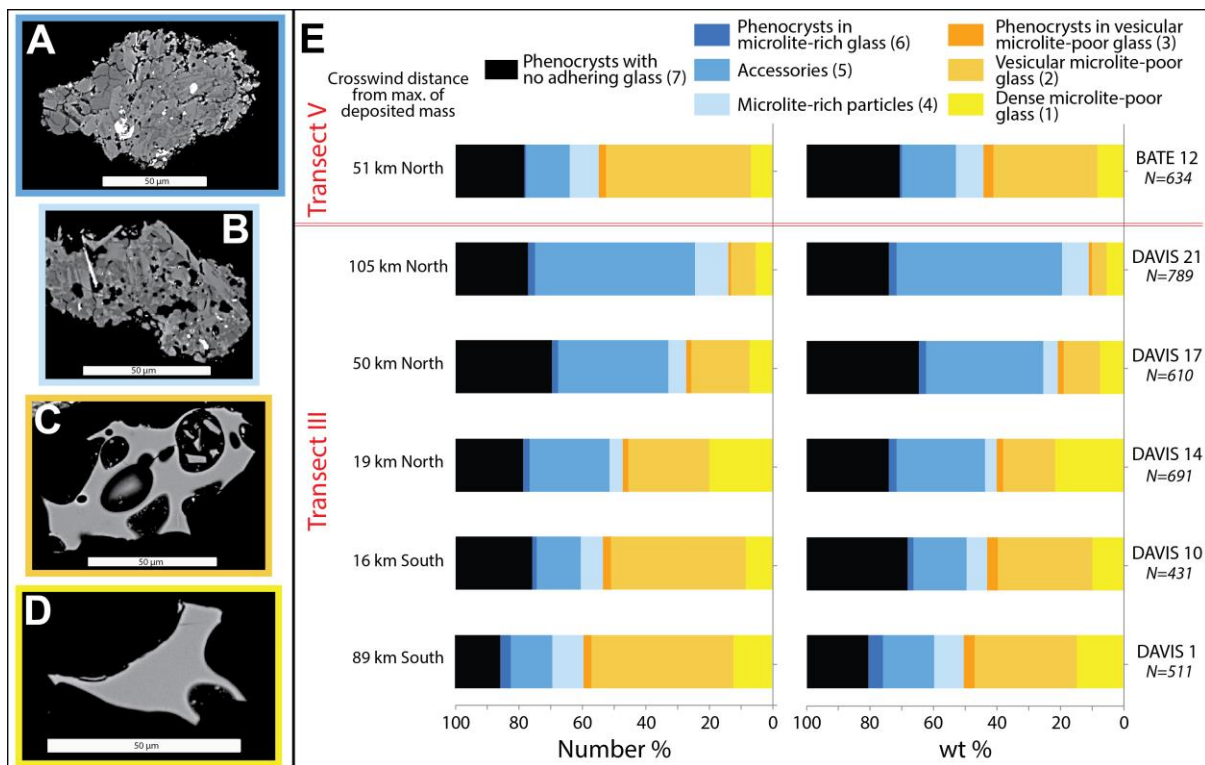 A
50 µm
B
50 µm
C
50 µm
D
50 µm
E
Phenocrysts with
no adhering glass (7)
Phenocrysts in
microlite-rich glass (6)
Accessories (5)
Microlite-rich particles (4)
Phenocrysts in vesicular
microlite-poor glass (3)
Vesicular microlite-poor
glass (2)
Dense microlite-poor
glass (1)
Crosswind distance
from max. of
deposited mass
Transect V
51 km North
BATE 12
N=634
Transect III
105 km North
DAVIS 21
N=789
50 km North
DAVIS 17
N=610
19 km North
DAVIS 14
N=691
16 km South
DAVIS 10
N=431
89 km South
DAVIS 1
N=511
100 80 60 40 20 0
Number %
100 80 60 40 20 0
wt %